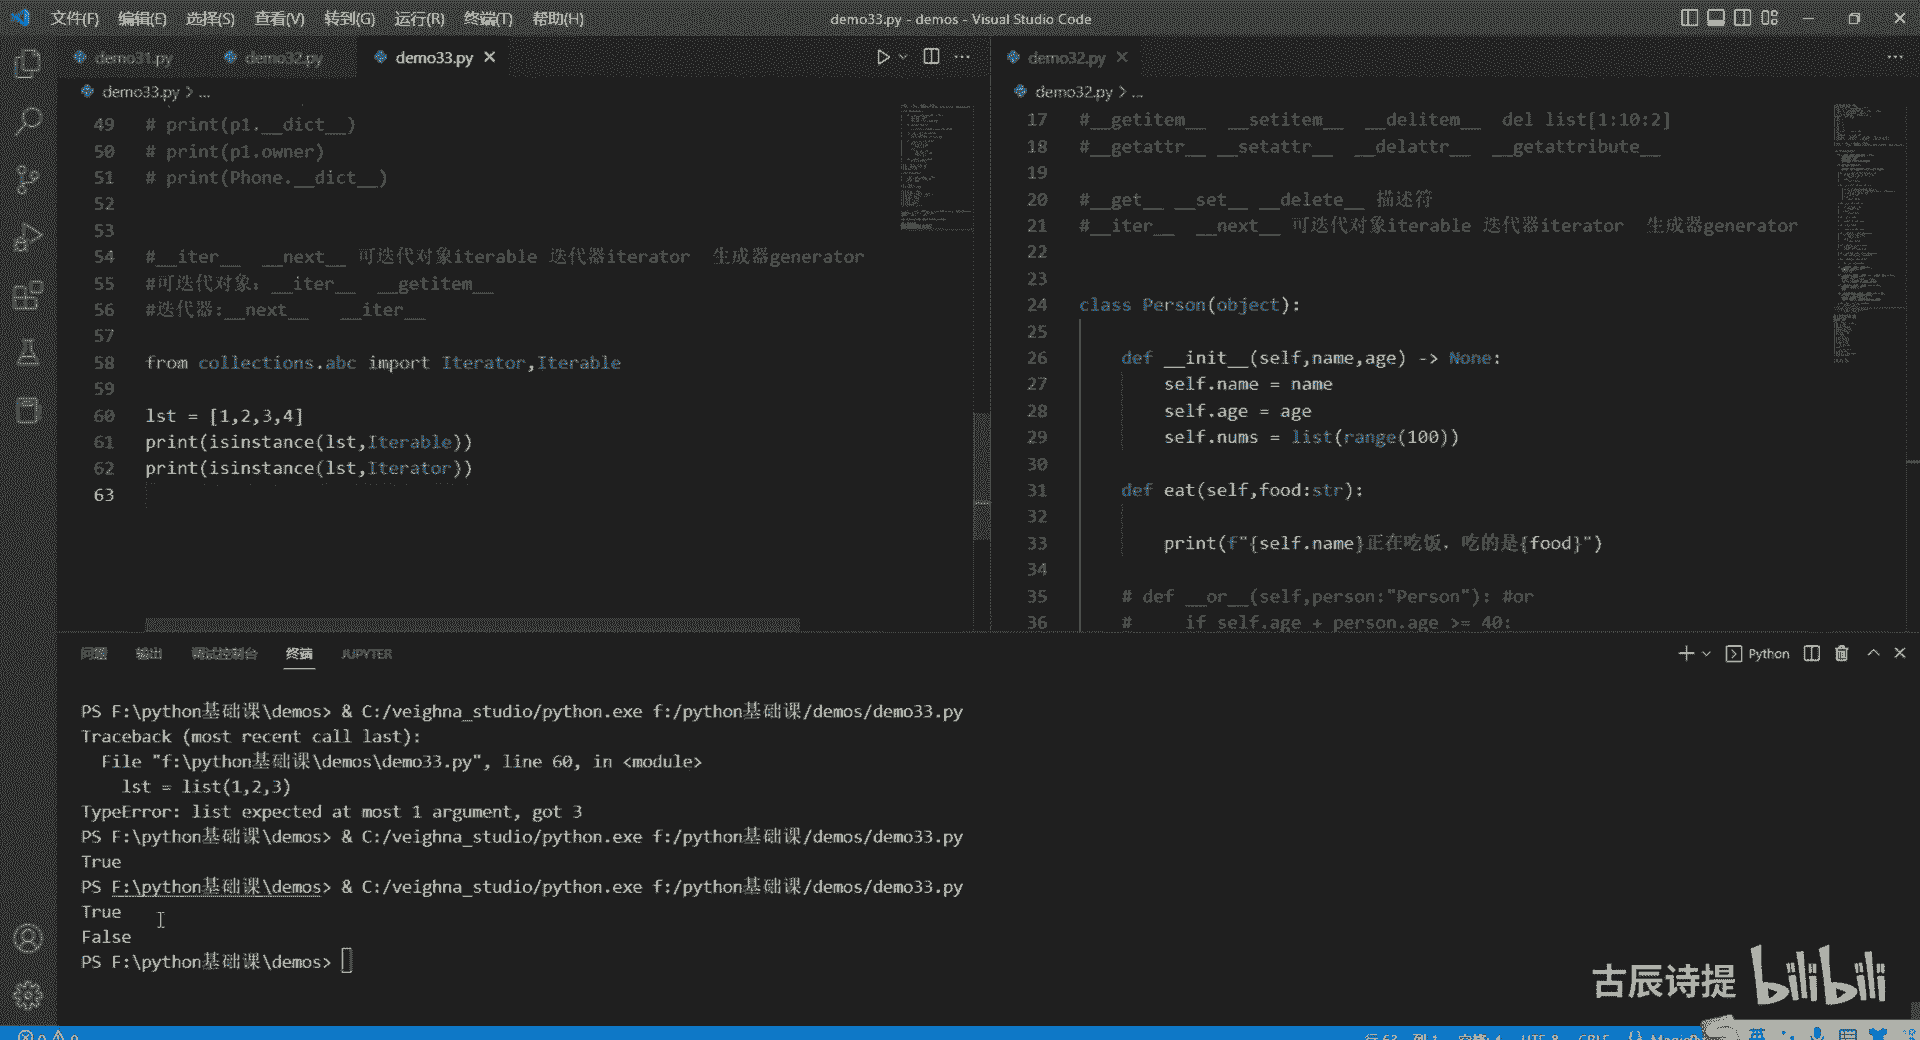 文件(F) 编辑(E) 选择(S) 查看(V) 转到(G) 运行(R) 终端(T) 帮助(H)
demo33.py - demos - Visual Studio Code
demo31.py
demo32.py
demo33.py
demo33.py > ...
49 # print(p1.__dict__)
50 # print(p1.owner)
51 # print(Phone.__dict__)
52
53
54 #__iter__  __next__ 可迭代对象iterable 迭代器iterator  生成器generator
55 #可迭代对象: __iter__  __getitem__
56 #迭代器:__next__   __iter__
57
58 from collections.abc import Iterator,Iterable
59
60 lst = [1,2,3,4]
61 print(isinstance(lst,Iterable))
62 print(isinstance(lst,Iterator))
63
demo32.py
demo32.py > ...
17 #__getitem__  __setitem__  __delitem__  del list[1:10:2]
18 #__getattr__ __setattr__  __delattr__  __getattribute__
19
20 #__get__ __set__ __delete__ 描述符
21 #__iter__  __next__ 可迭代对象iterable 迭代器iterator  生成器generator
22
23
24 class Person(object):
25
26     def __init__(self,name,age) -> None:
27         self.name = name
28         self.age = age
29         self.nums = list(range(100))
30
31     def eat(self,food:str):
32
33         print(f"{self.name}正在吃饭，吃的是{food}")
34
35     # def __or__(self,person:"Person"): #or
36     #     if self.age + person.age >= 40:
问题 输出 调试控制台 终端 JUPYTER
Python
PS F:\python基础课\demos> & C:/veighna_studio/python.exe f:/python基础课/demos/demo33.py
Traceback (most recent call last):
  File "f:\python基础课\demos\demo33.py", line 60, in <module>
    lst = list(1,2,3)
TypeError: list expected at most 1 argument, got 3
PS F:\python基础课\demos> & C:/veighna_studio/python.exe f:/python基础课/demos/demo33.py
True
PS F:\python基础课\demos> & C:/veighna_studio/python.exe f:/python基础课/demos/demo33.py
True
False
PS F:\python基础课\demos>
古辰诗提 bilibili